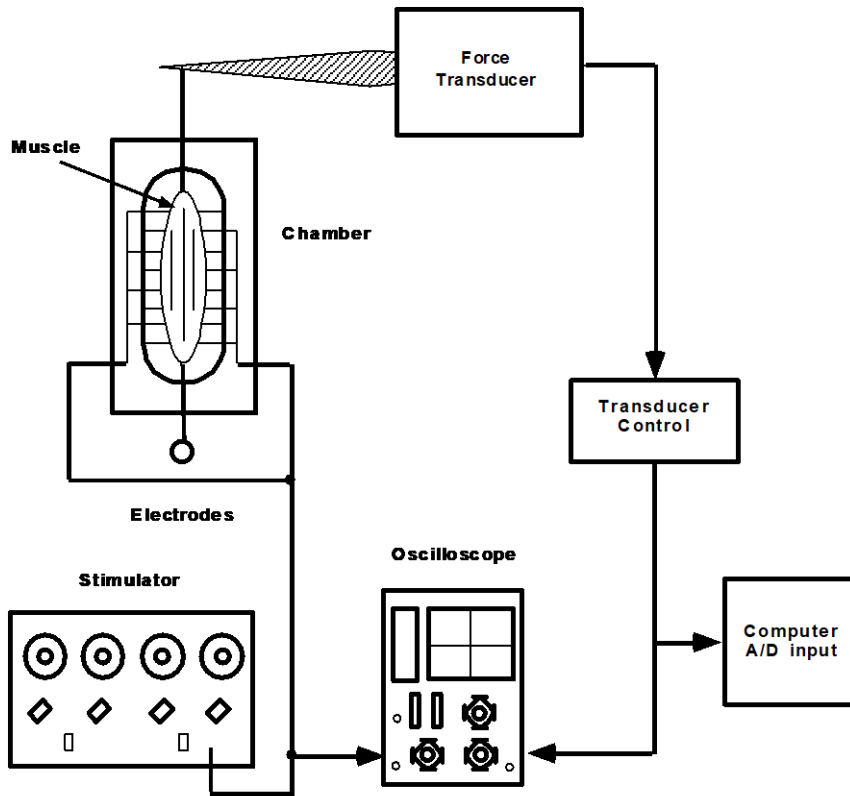 Force
Transducer
Muscle
Chamber
Transducer
Control
Electrodes
Oscilloscope
Stimulator
Computer
A/D input